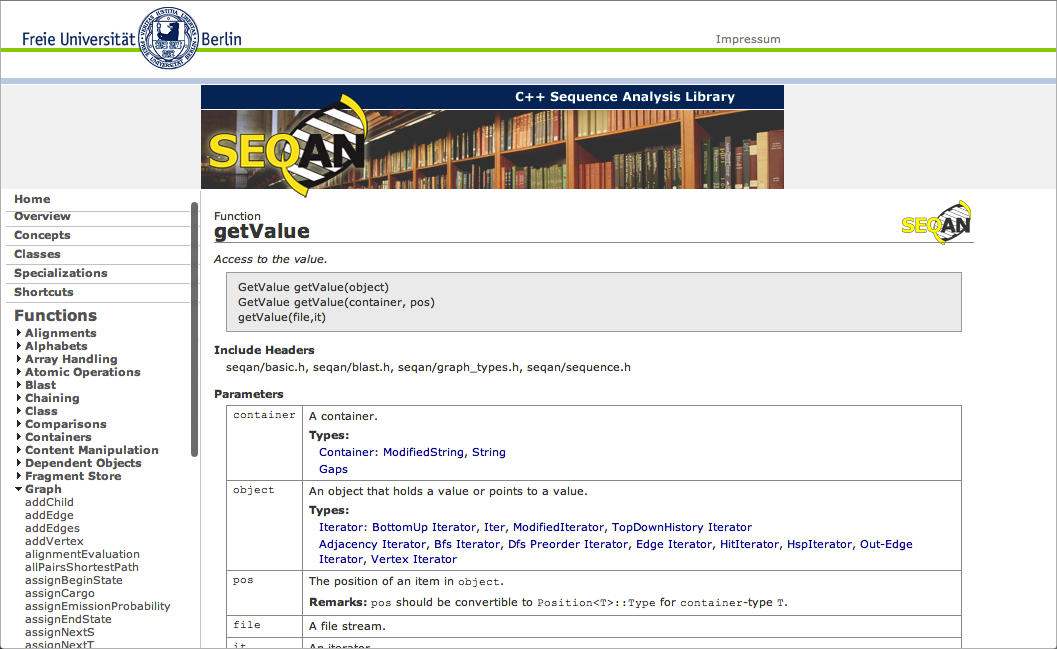 Freie Universität Berlin
Impressum
C++ Sequence Analysis Library
SEQAN
Home
Overview
Concepts
Classes
Specializations
Shortcuts
Functions
Alignments
Alphabets
Array Handling
Atomic Operations
Blast
Chaining
Class
Comparisons
Containers
Content Manipulation
Dependent Objects
Fragment Store
Graph
addChild
addEdge
addEdges
addVertex
alignmentEvaluation
allPairsShortestPath
assignBeginState
assignCargo
assignEmissionProbability
assignEndState
assignNextS
assignNextT
Function
getValue
SEQAN
Access to the value.
GetValue getValue(object)
GetValue getValue(container, pos)
getValue(file,it)
Include Headers
seqan/basic.h, seqan/blast.h, seqan/graph_types.h, seqan/sequence.h
Parameters
container A container.
Types:
Container: ModifiedString, String
Gaps
object An object that holds a value or points to a value.
Types:
Iterator: BottomUp Iterator, Iter, ModifiedIterator, TopDownHistory Iterator
Adjacency Iterator, Bfs Iterator, Dfs Preorder Iterator, Edge Iterator, HitIterator, HspIterator, Out-Edge
Iterator, Vertex Iterator
pos The position of an item in object.
Remarks: pos should be convertible to Position<T>::Type for container-type T.
file A file stream.
it An iterator.